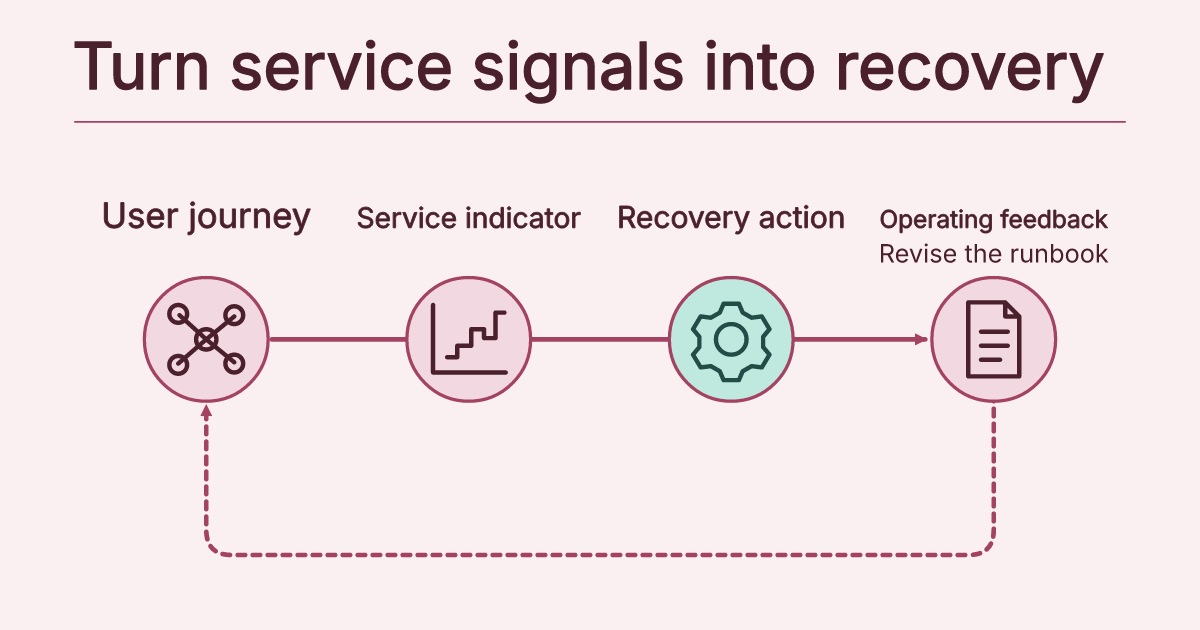 Turn service signals into recovery
User journey
Service indicator
Recovery action
Operating feedback
Revise the runbook